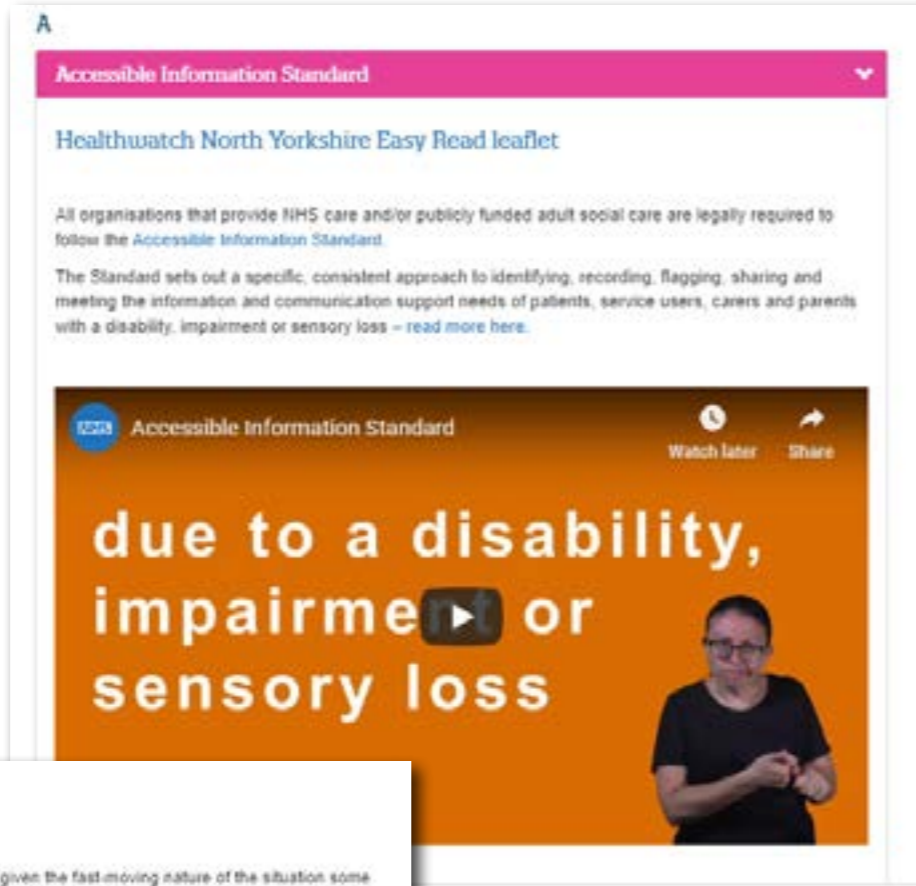 A
Accessible Information Standard
Healthwatch North Yorkshire Easy Read leaflet
All organisations that provide NHS care and/or publicly funded adult social care are legally required to
follow the Accessible Information Standard.
The Standard sets out a specific, consistent approach to identifying, recording, flagging, sharing and
meeting the information and communication support needs of patients, service users, carers and parents
with a disability, impairment or sensory loss – read more here.
NHS Accessible Information Standard
Watch later Share
due to a disability,
impairment or
sensory loss
given the fast-moving nature of the situation some